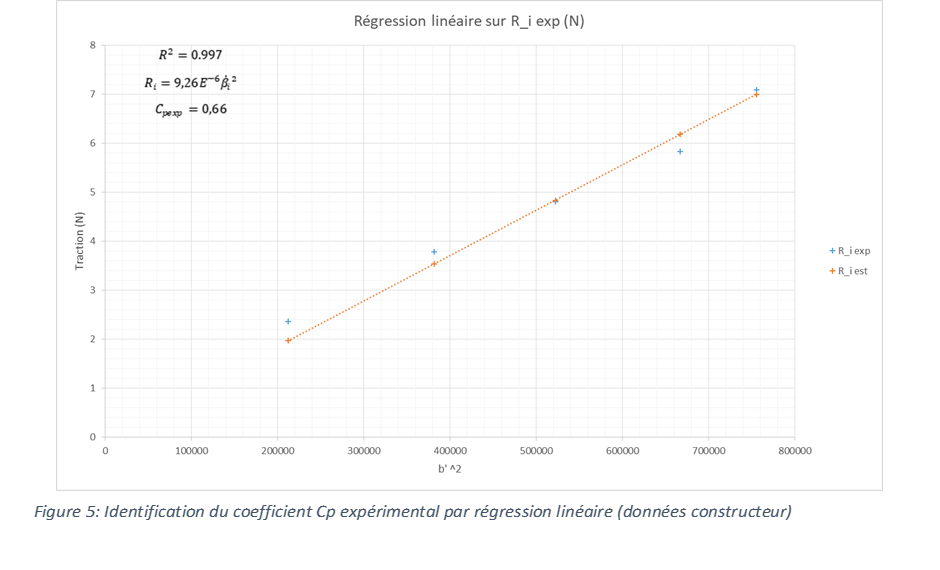 Régression linéaire sur R_i exp (N)
R² = 0.997
Rᵢ = 9,26E⁻⁶β̇ᵢ²
Cₚₑₓₚ = 0,66
8
7
6
5
4
3
2
1
0
Traction (N)
0 100000 200000 300000 400000 500000 600000 700000 800000
b' ^2
R_i exp
R_i est
Figure 5: Identification du coefficient Cp expérimental par régression linéaire (données constructeur)